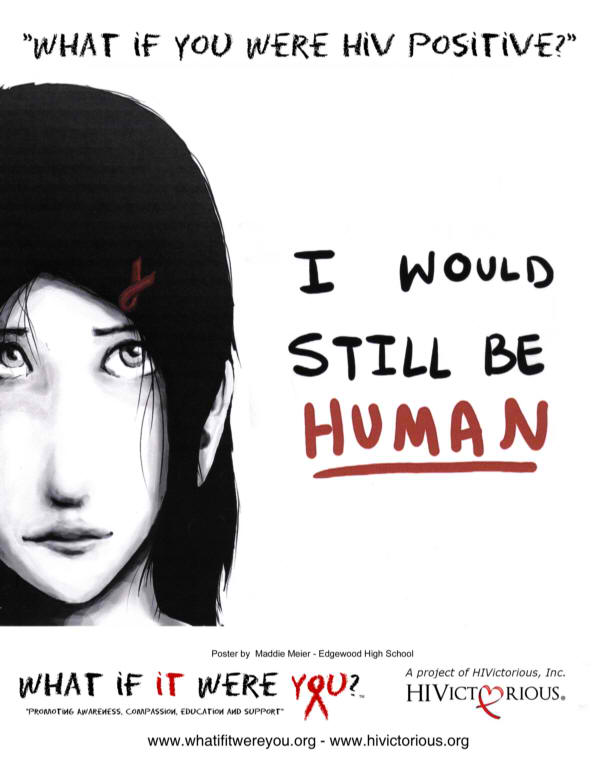 "WHAT iF YOU WERE HiV POSiTiVE?"
I WOULD
STILL BE
HUMAN
Poster by Maddie Meier - Edgewood High School
WHAT iF iT WERE YOU?™
"PROMOTING AWARENESS, COMPASSION, EDUCATION AND SUPPORT"
A project of HIVictorious, Inc.
HIVICTORIOUS®
www.whatifitwereyou.org - www.hivictorious.org